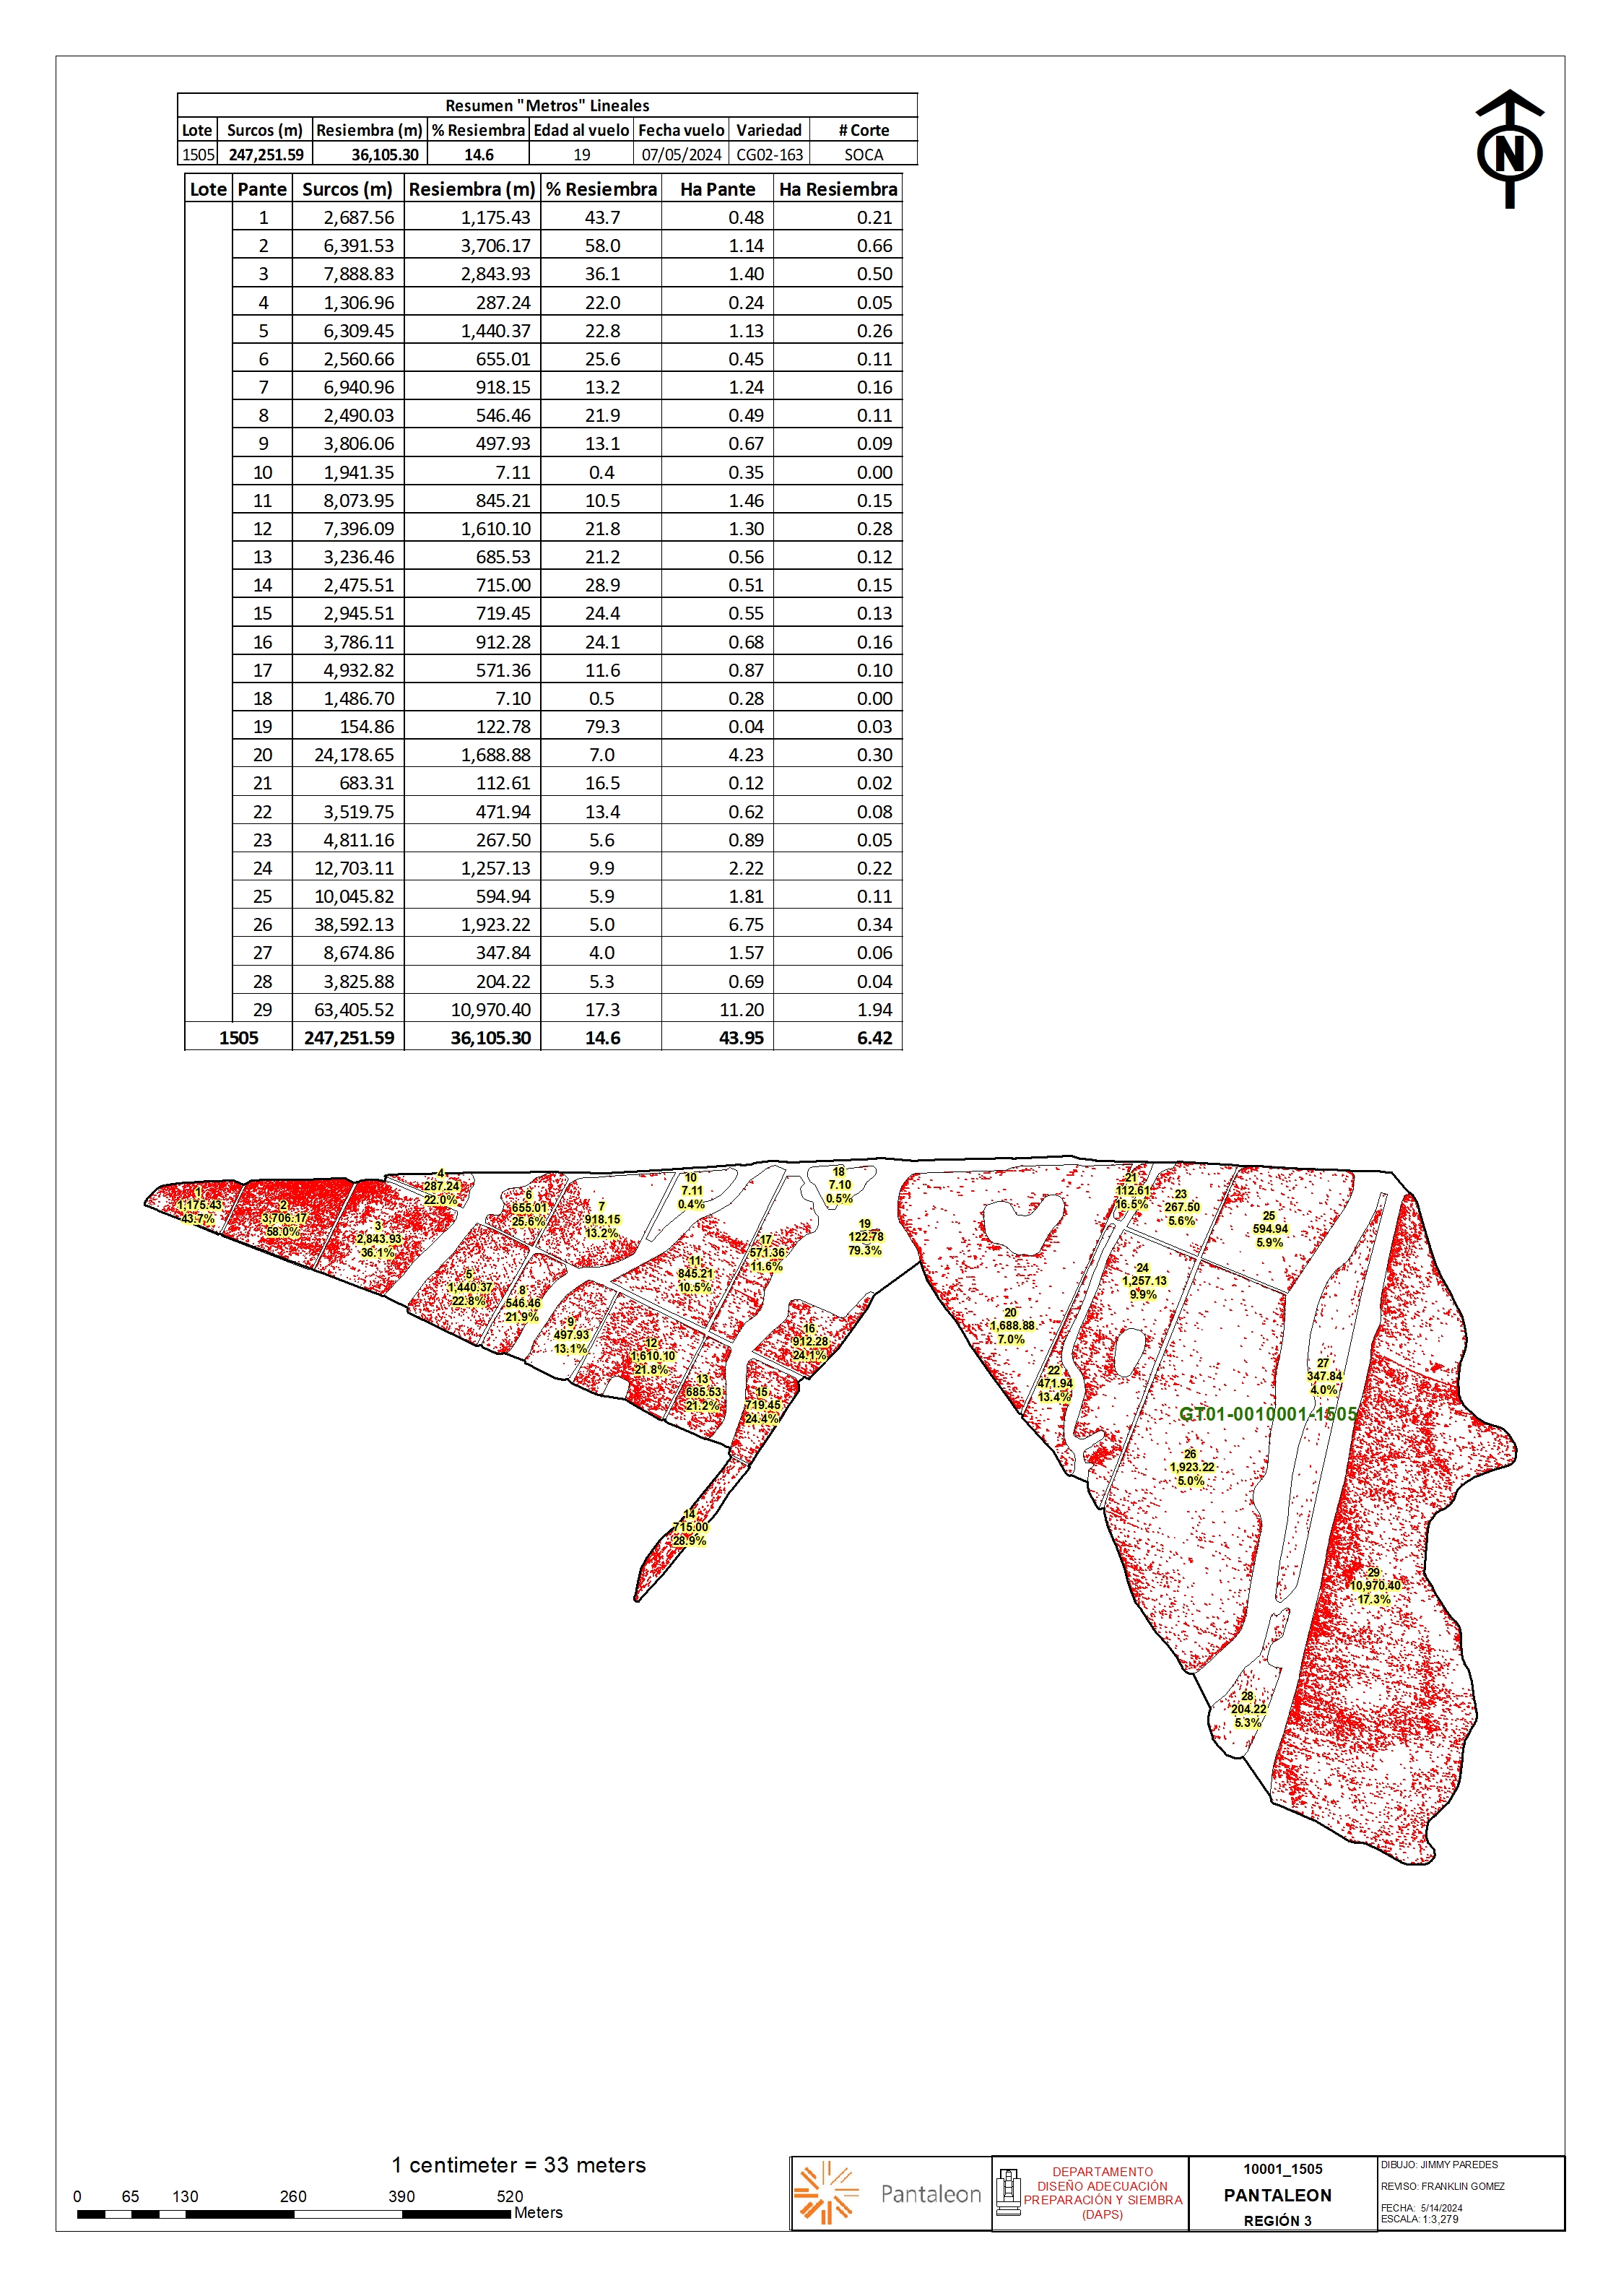 Resumen "Metros" Lineales
Lote Surcos (m) Resiembra (m) % Resiembra Edad al vuelo Fecha vuelo Variedad # Corte
1505 247,251.59 36,105.30 14.6 19 07/05/2024 CG02-163 SOCA
Lote Pante Surcos (m) Resiembra (m) % Resiembra Ha Pante Ha Resiembra
1 2,687.56 1,175.43 43.7 0.48 0.21
2 6,391.53 3,706.17 58.0 1.14 0.66
3 7,888.83 2,843.93 36.1 1.40 0.50
4 1,306.96 287.24 22.0 0.24 0.05
5 6,309.45 1,440.37 22.8 1.13 0.26
6 2,560.66 655.01 25.6 0.45 0.11
7 6,940.96 918.15 13.2 1.24 0.16
8 2,490.03 546.46 21.9 0.49 0.11
9 3,806.06 497.93 13.1 0.67 0.09
10 1,941.35 7.11 0.4 0.35 0.00
11 8,073.95 845.21 10.5 1.46 0.15
12 7,396.09 1,610.10 21.8 1.30 0.28
13 3,236.46 685.53 21.2 0.56 0.12
14 2,475.51 715.00 28.9 0.51 0.15
15 2,945.51 719.45 24.4 0.55 0.13
16 3,786.11 912.28 24.1 0.68 0.16
17 4,932.82 571.36 11.6 0.87 0.10
18 1,486.70 7.10 0.5 0.28 0.00
19 154.86 122.78 79.3 0.04 0.03
20 24,178.65 1,688.88 7.0 4.23 0.30
21 683.31 112.61 16.5 0.12 0.02
22 3,519.75 471.94 13.4 0.62 0.08
23 4,811.16 267.50 5.6 0.89 0.05
24 12,703.11 1,257.13 9.9 2.22 0.22
25 10,045.82 594.94 5.9 1.81 0.11
26 38,592.13 1,923.22 5.0 6.75 0.34
27 8,674.86 347.84 4.0 1.57 0.06
28 3,825.88 204.22 5.3 0.69 0.04
29 63,405.52 10,970.40 17.3 11.20 1.94
1505 247,251.59 36,105.30 14.6 43.95 6.42
N
1
1,175.43
43.7%
2
3,706.17
58.0%
3
2,843.93
36.1%
4
287.24
22.0%
5
1,440.37
22.8%
6
655.01
25.6%
7
918.15
13.2%
8
546.46
21.9%
9
497.93
13.1%
10
7.11
0.4%
11
845.21
10.5%
12
1,610.10
21.8%
13
685.53
21.2%
14
715.00
28.9%
15
719.45
24.4%
16
912.28
24.1%
17
571.36
11.6%
18
7.10
0.5%
19
122.78
79.3%
20
1,688.88
7.0%
21
112.61
16.5%
22
471.94
13.4%
23
267.50
5.6%
24
1,257.13
9.9%
25
594.94
5.9%
26
1,923.22
5.0%
27
347.84
4.0%
GT01-0010001-1505
28
204.22
5.3%
29
10,970.40
17.3%
1 centimeter = 33 meters
0 65 130 260 390 520
Meters
Pantaleon
DEPARTAMENTO
DISEÑO ADECUACIÓN
PREPARACIÓN Y SIEMBRA
(DAPS)
10001_1505
PANTALEON
REGIÓN 3
DIBUJO: JIMMY PAREDES
REVISO: FRANKLIN GOMEZ
FECHA: 5/14/2024
ESCALA: 1:3,279